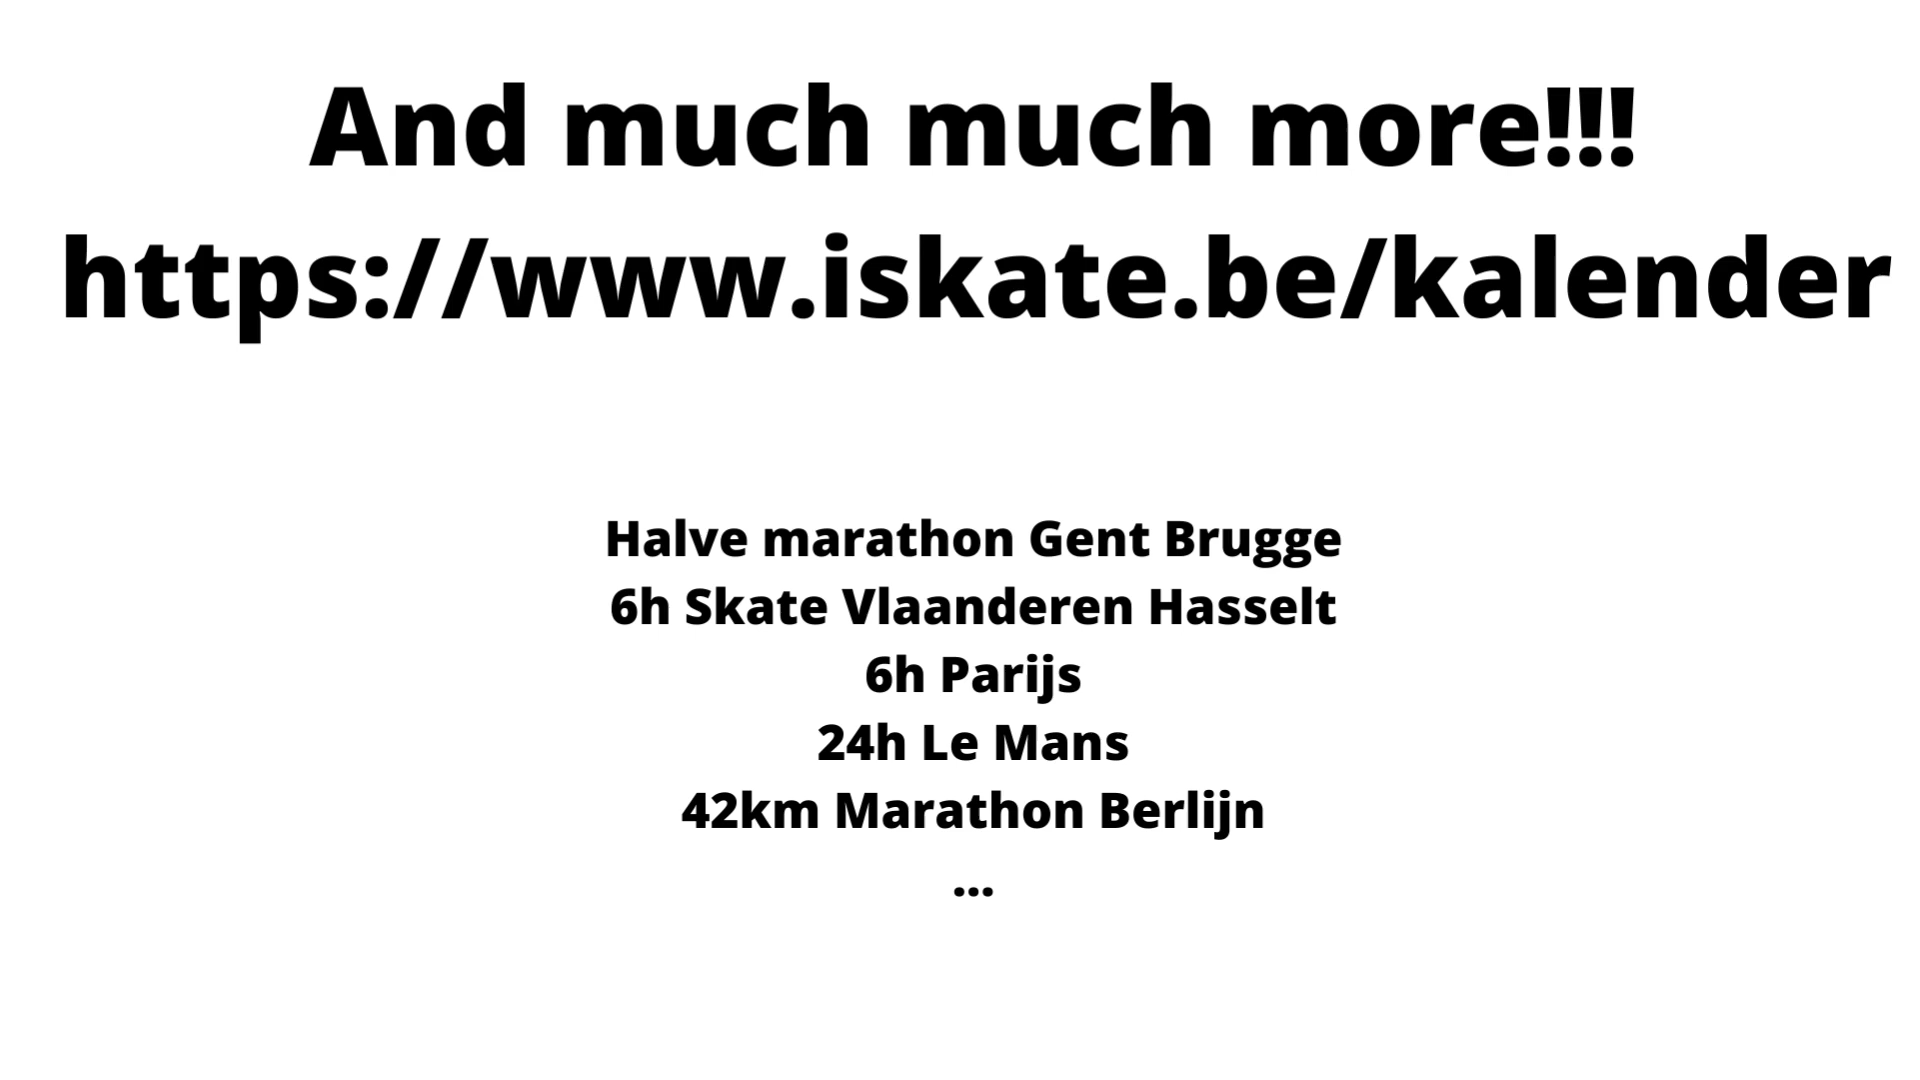 And much much more!!!
https://www.iskate.be/kalender
Halve marathon Gent Brugge
6h Skate Vlaanderen Hasselt
6h Parijs
24h Le Mans
42km Marathon Berlijn
...